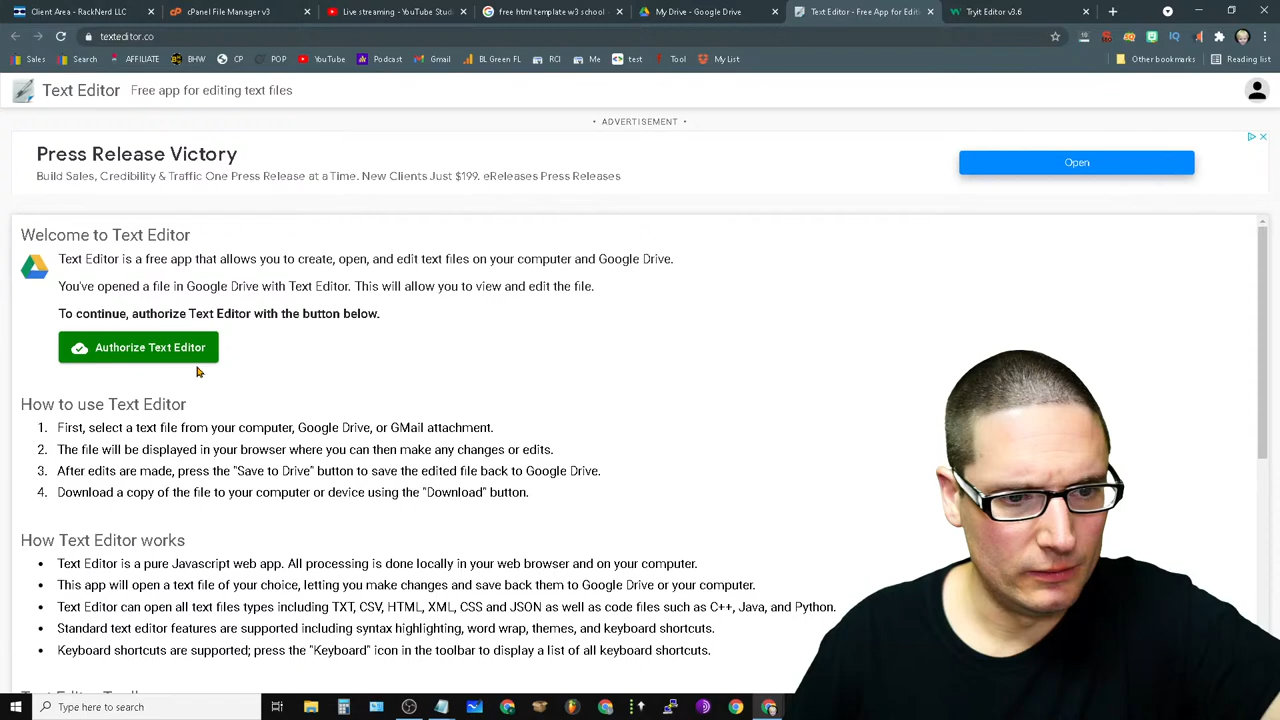 Client Area - RackNerd LLC
cPanel File Manager v3
Live streaming - YouTube Stud
free html template w3 school -
My Drive - Google Drive
Text Editor - Free App for Editi
Tryit Editor v3.6
texteditor.co
Sales
Search
AFFILIATE
BHW
CP
POP
YouTube
Podcast
Gmail
BL Green FL
RCI
Me
test
Tool
My List
Other bookmarks
Reading list
Text Editor Free app for editing text files
• ADVERTISEMENT •
Press Release Victory
Build Sales, Credibility & Traffic One Press Release at a Time. New Clients Just $199. eReleases Press Releases
Open
Welcome to Text Editor
Text Editor is a free app that allows you to create, open, and edit text files on your computer and Google Drive.
You've opened a file in Google Drive with Text Editor. This will allow you to view and edit the file.
To continue, authorize Text Editor with the button below.
Authorize Text Editor
How to use Text Editor
1. First, select a text file from your computer, Google Drive, or GMail attachment.
2. The file will be displayed in your browser where you can then make any changes or edits.
3. After edits are made, press the "Save to Drive" button to save the edited file back to Google Drive.
4. Download a copy of the file to your computer or device using the "Download" button.
How Text Editor works
• Text Editor is a pure Javascript web app. All processing is done locally in your web browser and on your computer.
• This app will open a text file of your choice, letting you make changes and save back them to Google Drive or your computer.
• Text Editor can open all text files types including TXT, CSV, HTML, XML, CSS and JSON as well as code files such as C++, Java, and Python.
• Standard text editor features are supported including syntax highlighting, word wrap, themes, and keyboard shortcuts.
• Keyboard shortcuts are supported; press the "Keyboard" icon in the toolbar to display a list of all keyboard shortcuts.
Type here to search